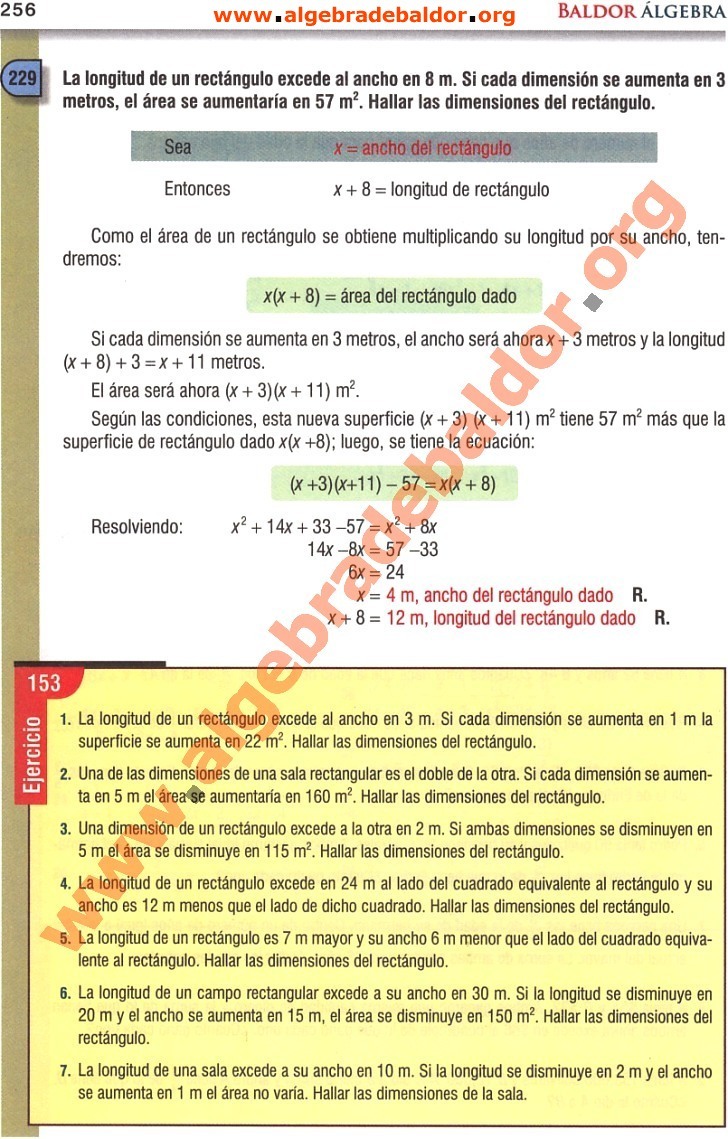 256
www.algebradebaldor.org
BALDOR ÁLGEBRA
229
La longitud de un rectángulo excede al ancho en 8 m. Si cada dimensión se aumenta en 3
metros, el área se aumentaría en 57 m². Hallar las dimensiones del rectángulo.
Sea x = ancho del rectángulo
Entonces x + 8 = longitud de rectángulo
Como el área de un rectángulo se obtiene multiplicando su longitud por su ancho, ten-
dremos:
x(x + 8) = área del rectángulo dado
Si cada dimensión se aumenta en 3 metros, el ancho será ahora x + 3 metros y la longitud
(x + 8) + 3 = x + 11 metros.
El área será ahora (x + 3)(x + 11) m².
Según las condiciones, esta nueva superficie (x + 3) (x + 11) m² tiene 57 m² más que la
superficie de rectángulo dado x(x +8); luego, se tiene la ecuación:
(x +3)(x+11) – 57 = x(x + 8)
Resolviendo: x² + 14x + 33 –57 = x² + 8x
14x –8x = 57 –33
6x = 24
x = 4 m, ancho del rectángulo dado R.
x + 8 = 12 m, longitud del rectángulo dado R.
www.algebradebaldor.org
153
Ejercicio
1. La longitud de un rectángulo excede al ancho en 3 m. Si cada dimensión se aumenta en 1 m la
superficie se aumenta en 22 m². Hallar las dimensiones del rectángulo.
2. Una de las dimensiones de una sala rectangular es el doble de la otra. Si cada dimensión se aumen-
ta en 5 m el área se aumentaría en 160 m². Hallar las dimensiones del rectángulo.
3. Una dimensión de un rectángulo excede a la otra en 2 m. Si ambas dimensiones se disminuyen en
5 m el área se disminuye en 115 m². Hallar las dimensiones del rectángulo.
4. La longitud de un rectángulo excede en 24 m al lado del cuadrado equivalente al rectángulo y su
ancho es 12 m menos que el lado de dicho cuadrado. Hallar las dimensiones del rectángulo.
5. La longitud de un rectángulo es 7 m mayor y su ancho 6 m menor que el lado del cuadrado equiva-
lente al rectángulo. Hallar las dimensiones del rectángulo.
6. La longitud de un campo rectangular excede a su ancho en 30 m. Si la longitud se disminuye en
20 m y el ancho se aumenta en 15 m, el área se disminuye en 150 m². Hallar las dimensiones del
rectángulo.
7. La longitud de una sala excede a su ancho en 10 m. Si la longitud se disminuye en 2 m y el ancho
se aumenta en 1 m el área no varía. Hallar las dimensiones de la sala.